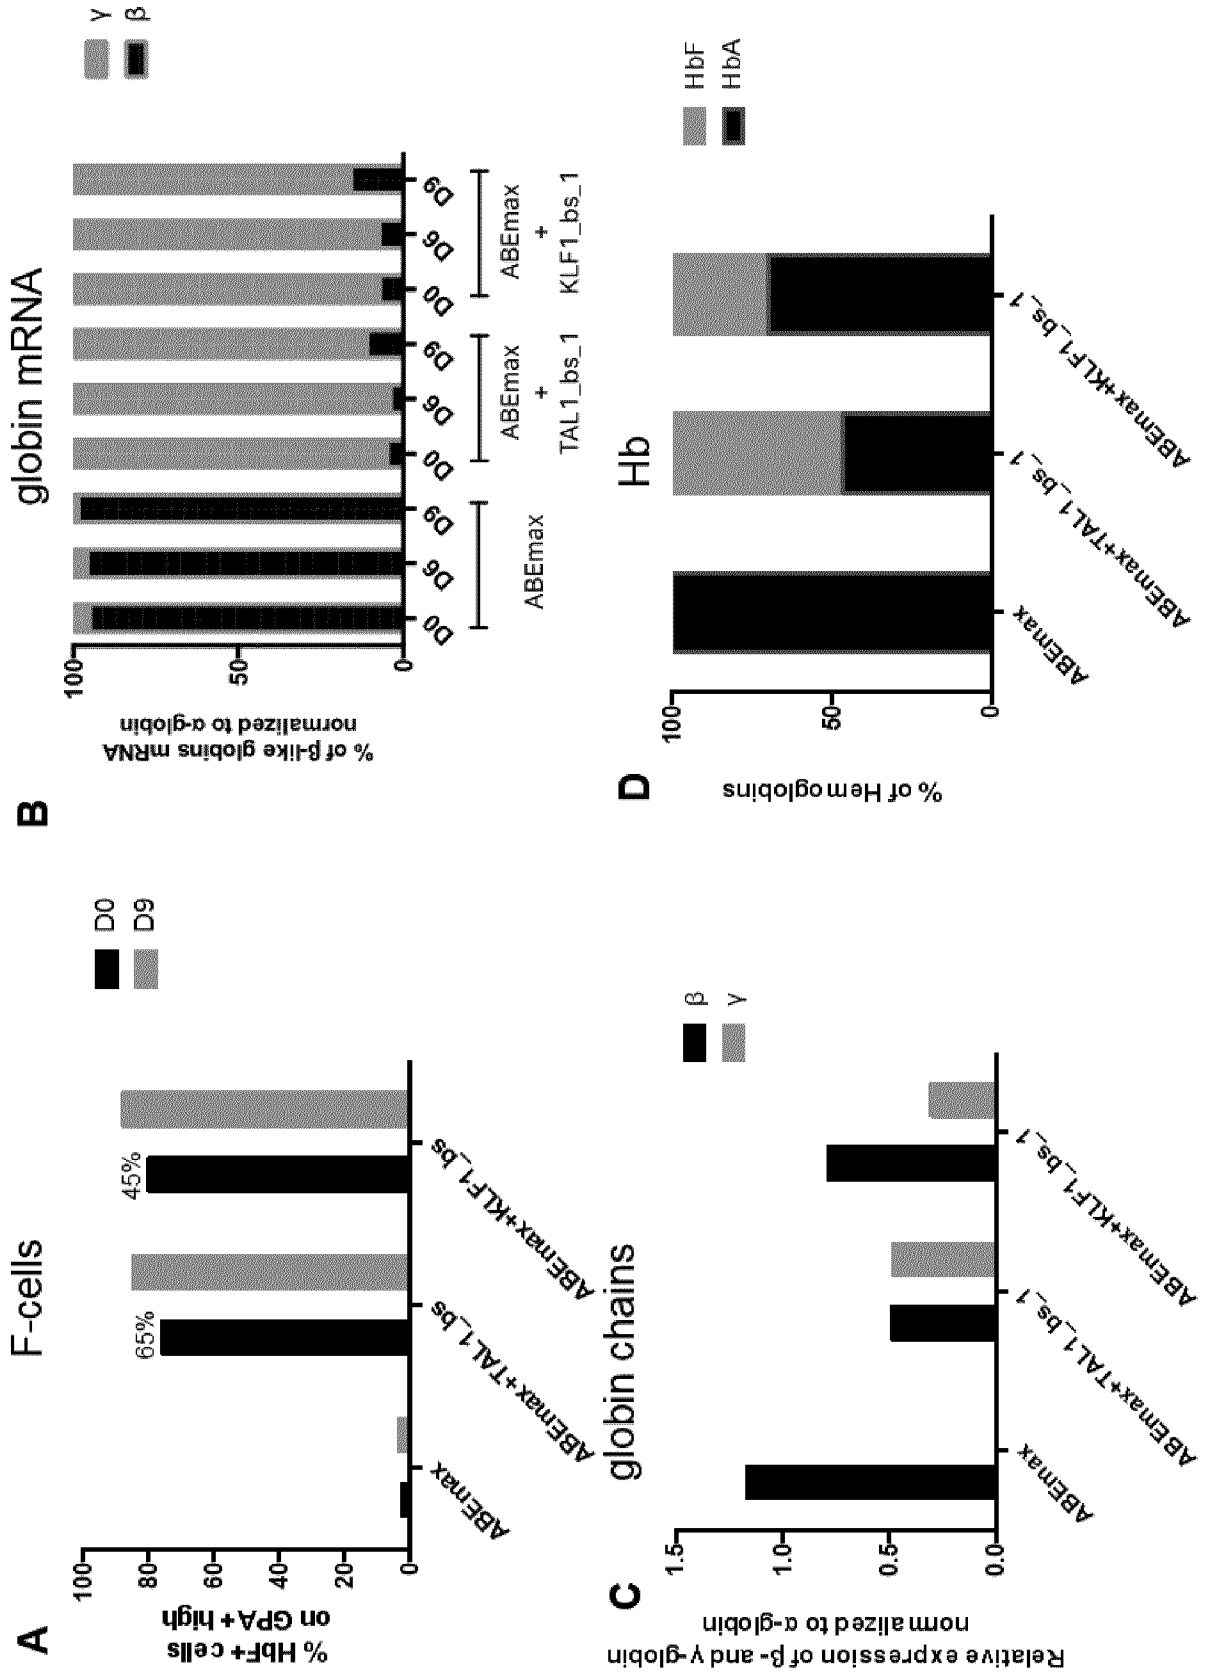 A
F-cells
% HbF+ cells
on GPA+ high
100
80
60
40
20
0
65%
45%
ABEmax
ABEmax+TAL1_bs
ABEmax+KLF1_bs
D0
D9
B
globin mRNA
% of β-like globins mRNA
normalized to α-globin
100
50
0
D0
D6
D9
D0
D6
D9
D0
D6
D9
ABEmax
ABEmax
+
TAL1_bs_1
ABEmax
+
KLF1_bs_1
γ
β
C
globin chains
Relative expression of β- and γ-globin
normalized to α-globin
1.5
1.0
0.5
0.0
ABEmax
ABEmax+TAL1_bs_1
ABEmax+KLF1_bs_1
β
γ
D
Hb
% of Hemoglobins
100
50
0
ABEmax
ABEmax+TAL1_bs_1
ABEmax+KLF1_bs_1
HbF
HbA